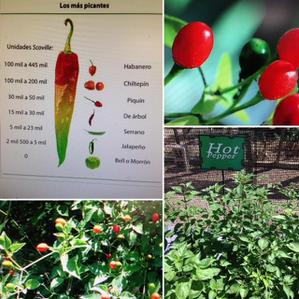 Los más picantes
Unidades Scoville:
100 mil a 445 mil Habanero
100 mil a 200 mil Chiltepín
30 mil a 50 mil Piquín
15 mil a 30 mil De árbol
5 mil a 23 mil Serrano
2 mil 500 a 5 mil Jalapeño
0 Bell o Morrón
Hot
Pepper